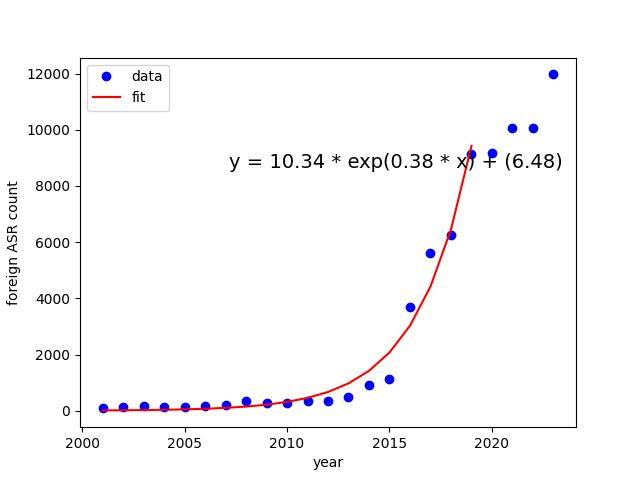 data
fit
y = 10.34 * exp(0.38 * x) + (6.48)
12000
10000
8000
6000
4000
2000
0
foreign ASR count
2000 2005 2010 2015 2020
year